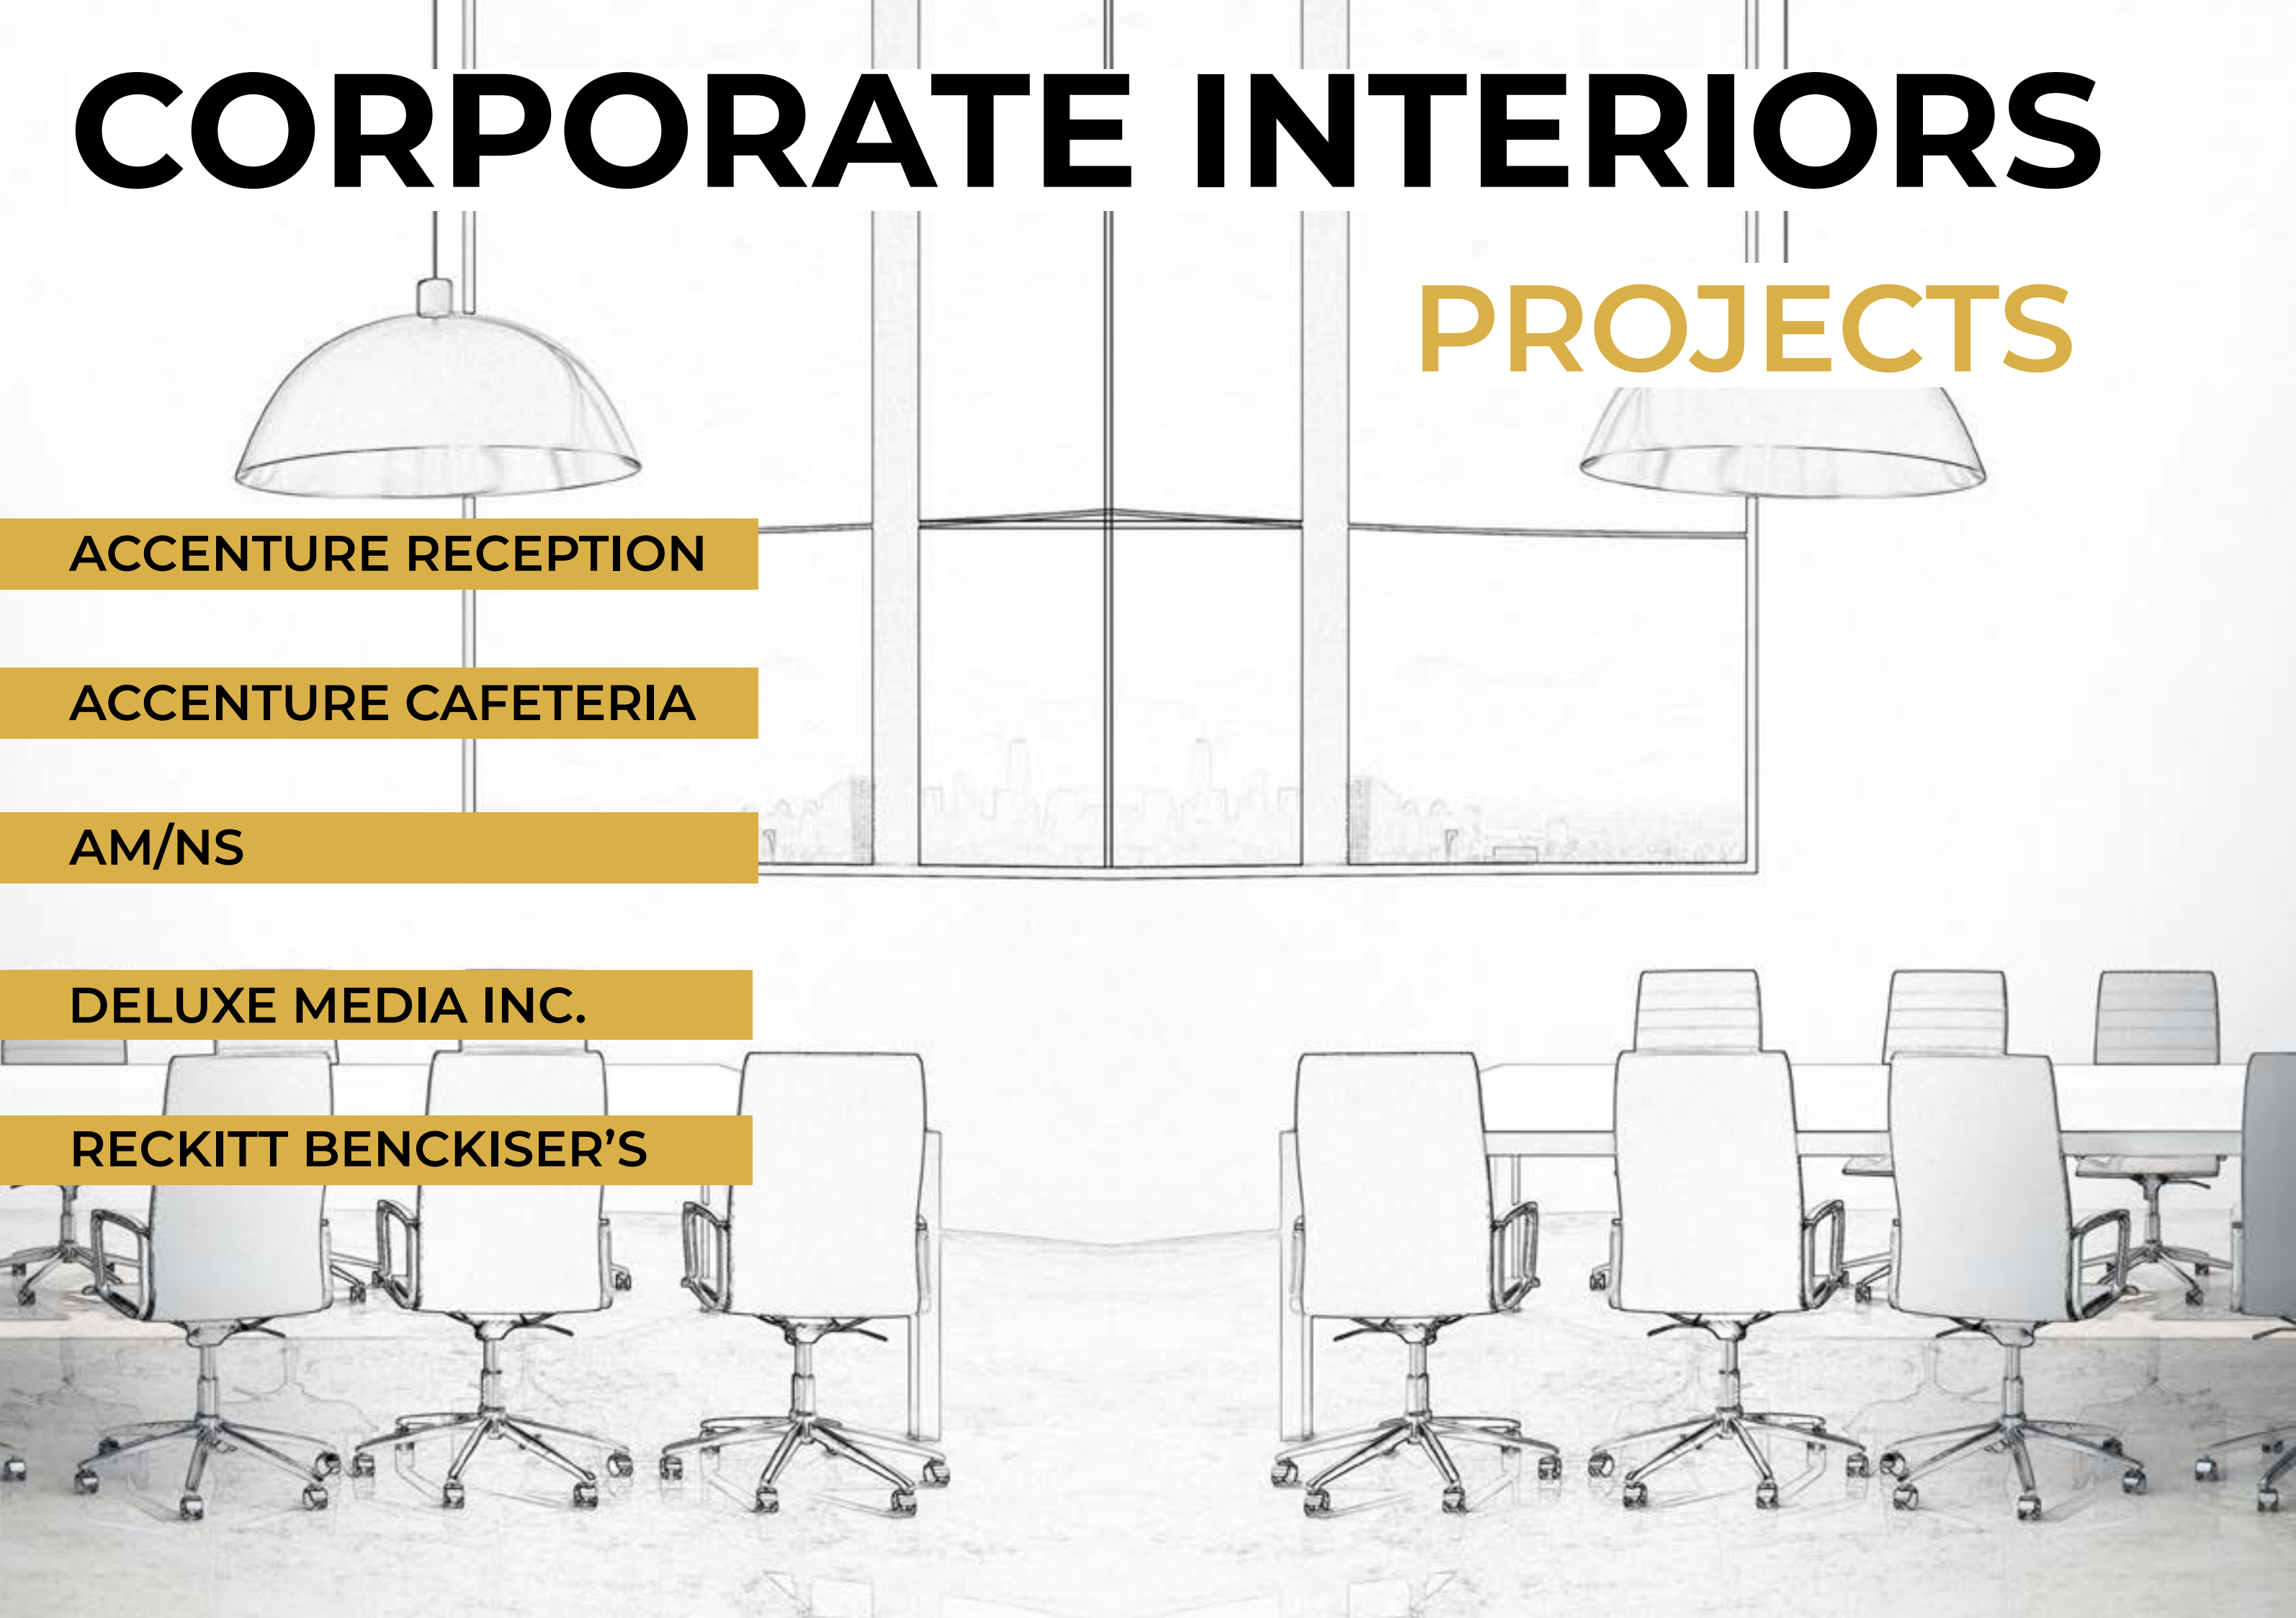 CORPORATE INTERIORS
PROJECTS
ACCENTURE RECEPTION
ACCENTURE CAFETERIA
AM/NS
DELUXE MEDIA INC.
RECKITT BENCKISER’S